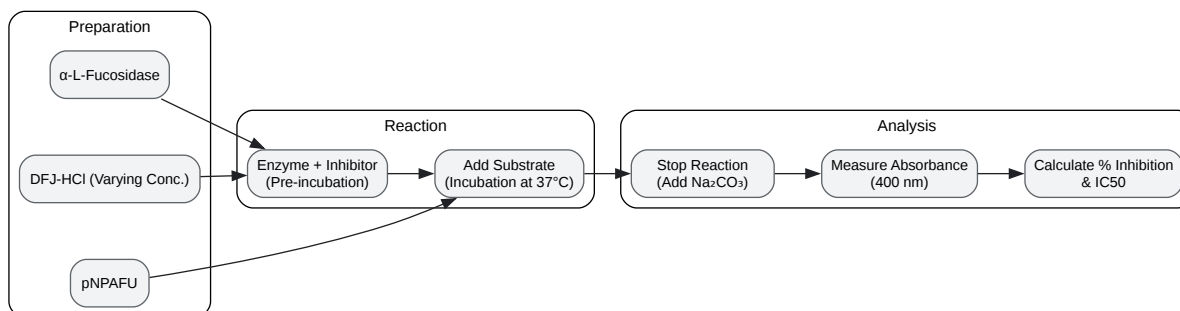 Preparation
α-L-Fucosidase
DFJ-HCl (Varying Conc.)
pNPAFU
Reaction
Enzyme + Inhibitor
(Pre-incubation)
Add Substrate
(Incubation at 37°C)
Analysis
Stop Reaction
(Add Na₂CO₃)
Measure Absorbance
(400 nm)
Calculate % Inhibition
& IC50